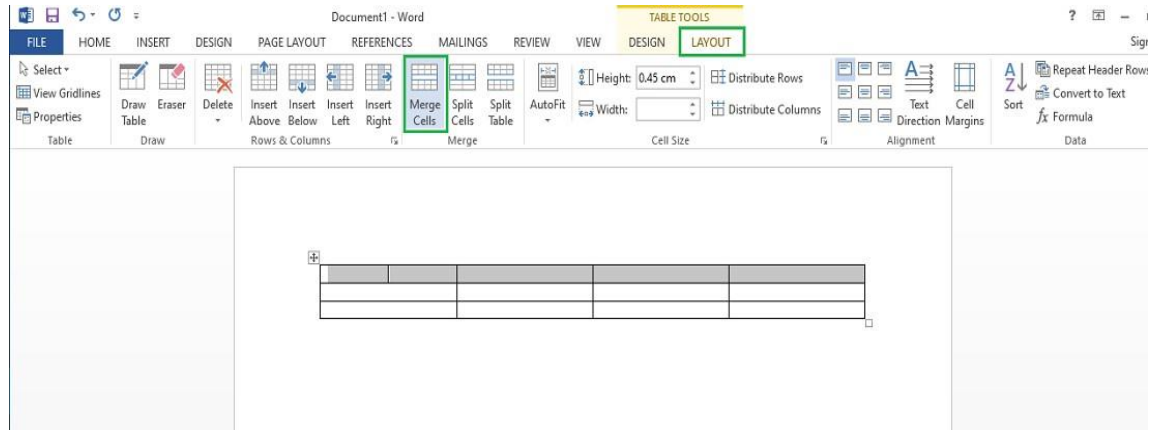 Document1 - Word
TABLE TOOLS
?
FILE HOME INSERT DESIGN PAGE LAYOUT REFERENCES MAILINGS REVIEW VIEW DESIGN LAYOUT
Select
View Gridlines
Properties
Table
Draw Table
Eraser
Draw
Delete
Insert Above
Insert Below
Insert Left
Insert Right
Rows & Columns
Merge Cells
Split Cells
Split Table
Merge
AutoFit
Height: 0.45 cm
Width:
Distribute Rows
Distribute Columns
Cell Size
A
Text Direction
Cell Margins
Alignment
A
Z
Sort
Repeat Header Rows
Convert to Text
fx Formula
Data